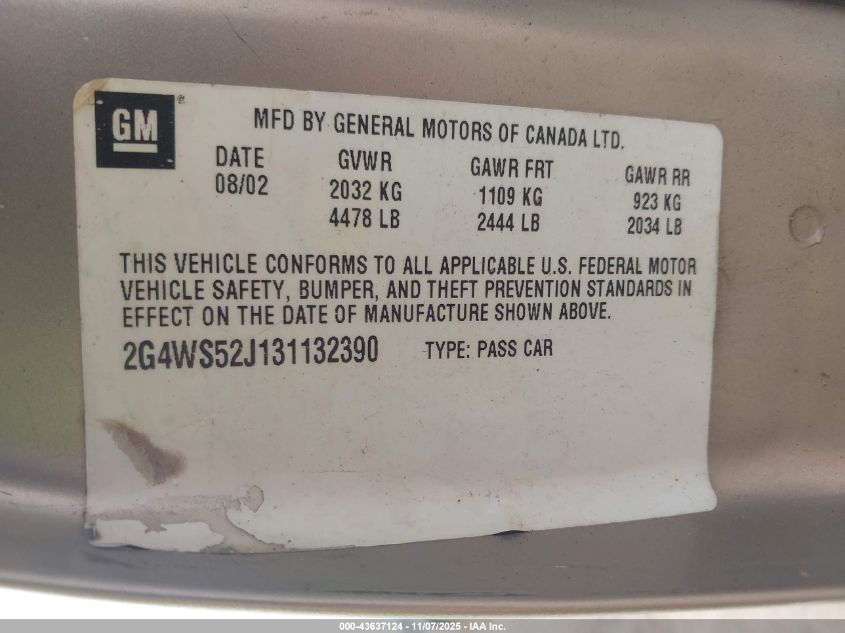 GM®
MFD BY GENERAL MOTORS OF CANADA LTD.
DATE GVWR GAWR FRT GAWR RR
08/02 2032 KG 1109 KG 923 KG
4478 LB 2444 LB 2034 LB
THIS VEHICLE CONFORMS TO ALL APPLICABLE U.S. FEDERAL MOTOR
VEHICLE SAFETY, BUMPER, AND THEFT PREVENTION STANDARDS IN
EFFECT ON THE DATE OF MANUFACTURE SHOWN ABOVE.
2G4WS52J131132390 TYPE: PASS CAR
000-43637124 - 11/07/2025 - IAA Inc.